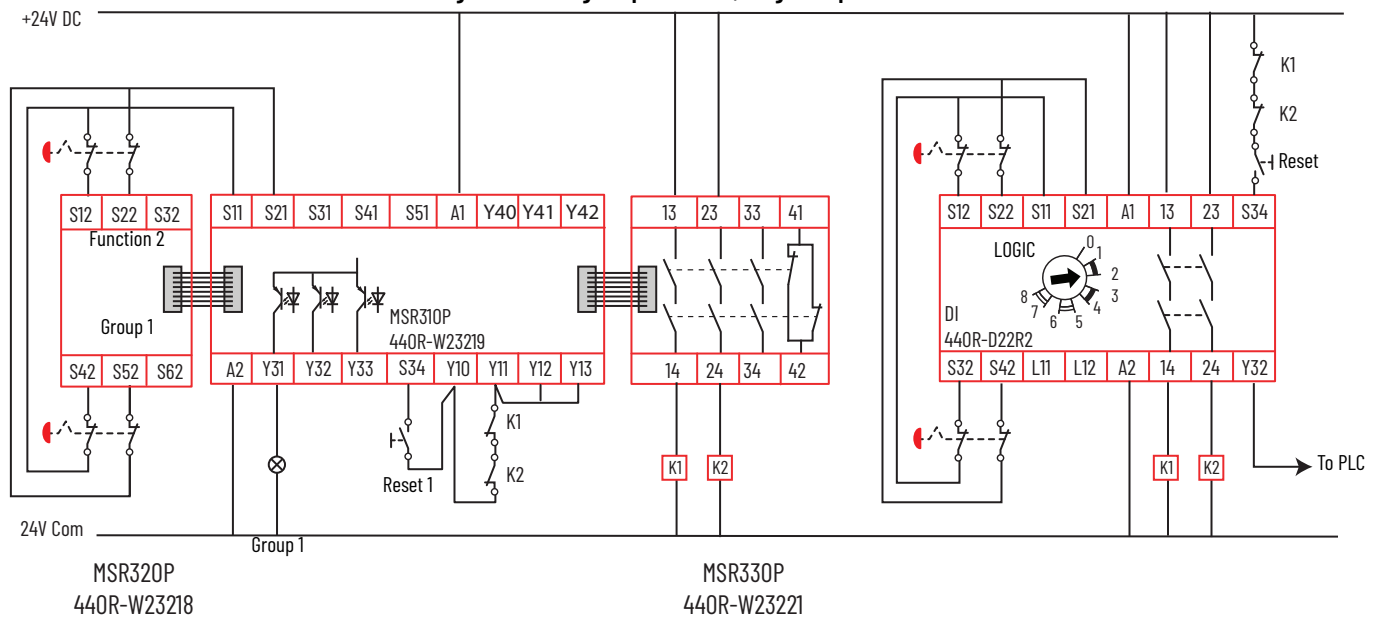 +24V DC
K1
K2
Reset
S12 S22 S32
S11 S21 S31 S41 S51 A1 Y40 Y41 Y42
13 23 33 41
S12 S22 S11 S21 A1 13 23 S34
Function 2
Group 1
MSR310P
440R-W23219
LOGIC
0
1
2
3
4
5
6
7
8
DI
440R-D22R2
S42 S52 S62
A2 Y31 Y32 Y33 S34 Y10 Y11 Y12 Y13
14 24 34 42
S32 S42 L11 L12 A2 14 24 Y32
K1
K2
Reset 1
K1 K2
K1 K2
To PLC
24V Com
Group 1
MSR320P
440R-W23218
MSR330P
440R-W23221